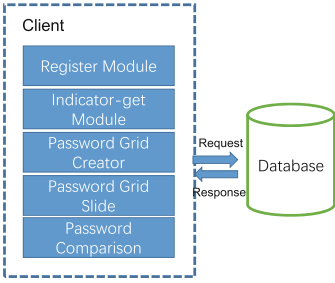 Client
Register Module
Indicator-get
Module
Password Grid
Creator
Password Grid
Slide
Password
Comparison
Request
Response
Database